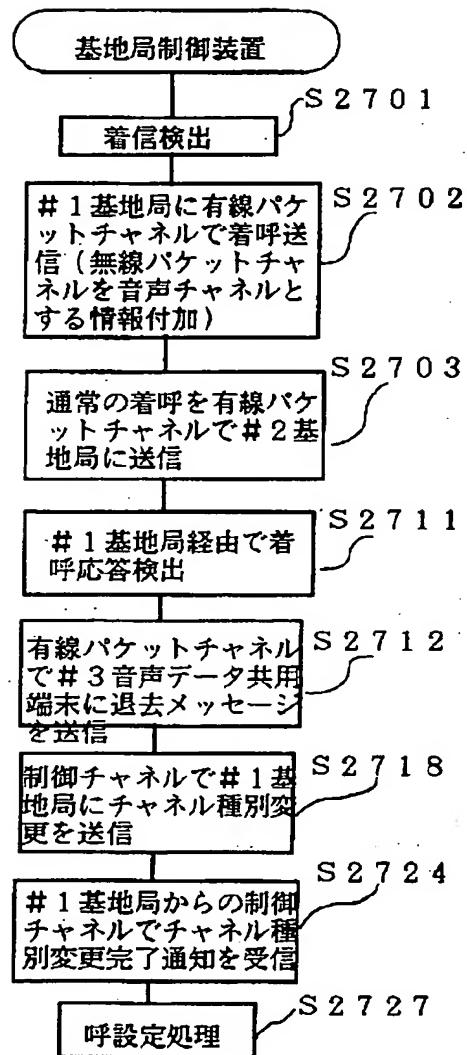 基地局制御装置
S2701
着信検出
S2702
#1基地局に有線パケ
ットチャネルで着呼送
信(無線パケットチャ
ネルを音声チャネルと
する情報付加)
S2703
通常の着呼を有線パケ
ットチャネルで#2基
地局に送信
S2711
#1基地局経由で着
呼応答検出
S2712
有線パケットチャネル
で#3音声データ共用
端末に退去メッセージ
を送信
S2718
制御チャネルで#1基
地局にチャネル種別変
更を送信
S2724
#1基地局からの制御
チャネルでチャネル種
別変更完了通知を受信
S2727
呼設定処理